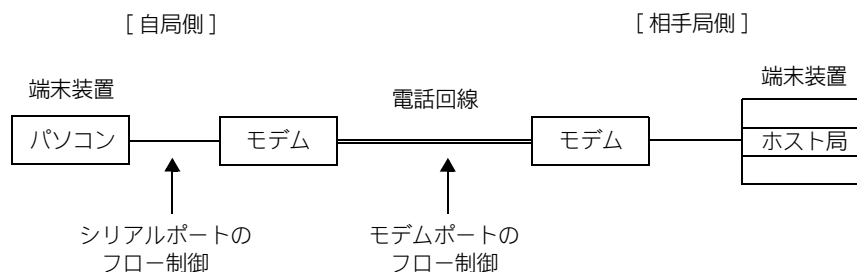 [ 自局側 ]
[ 相手局側 ]
端末装置
電話回線
端末装置
パソコン
モデム
モデム
ホスト局
シリアルポートの
フロー制御
モデムポートの
フロー制御